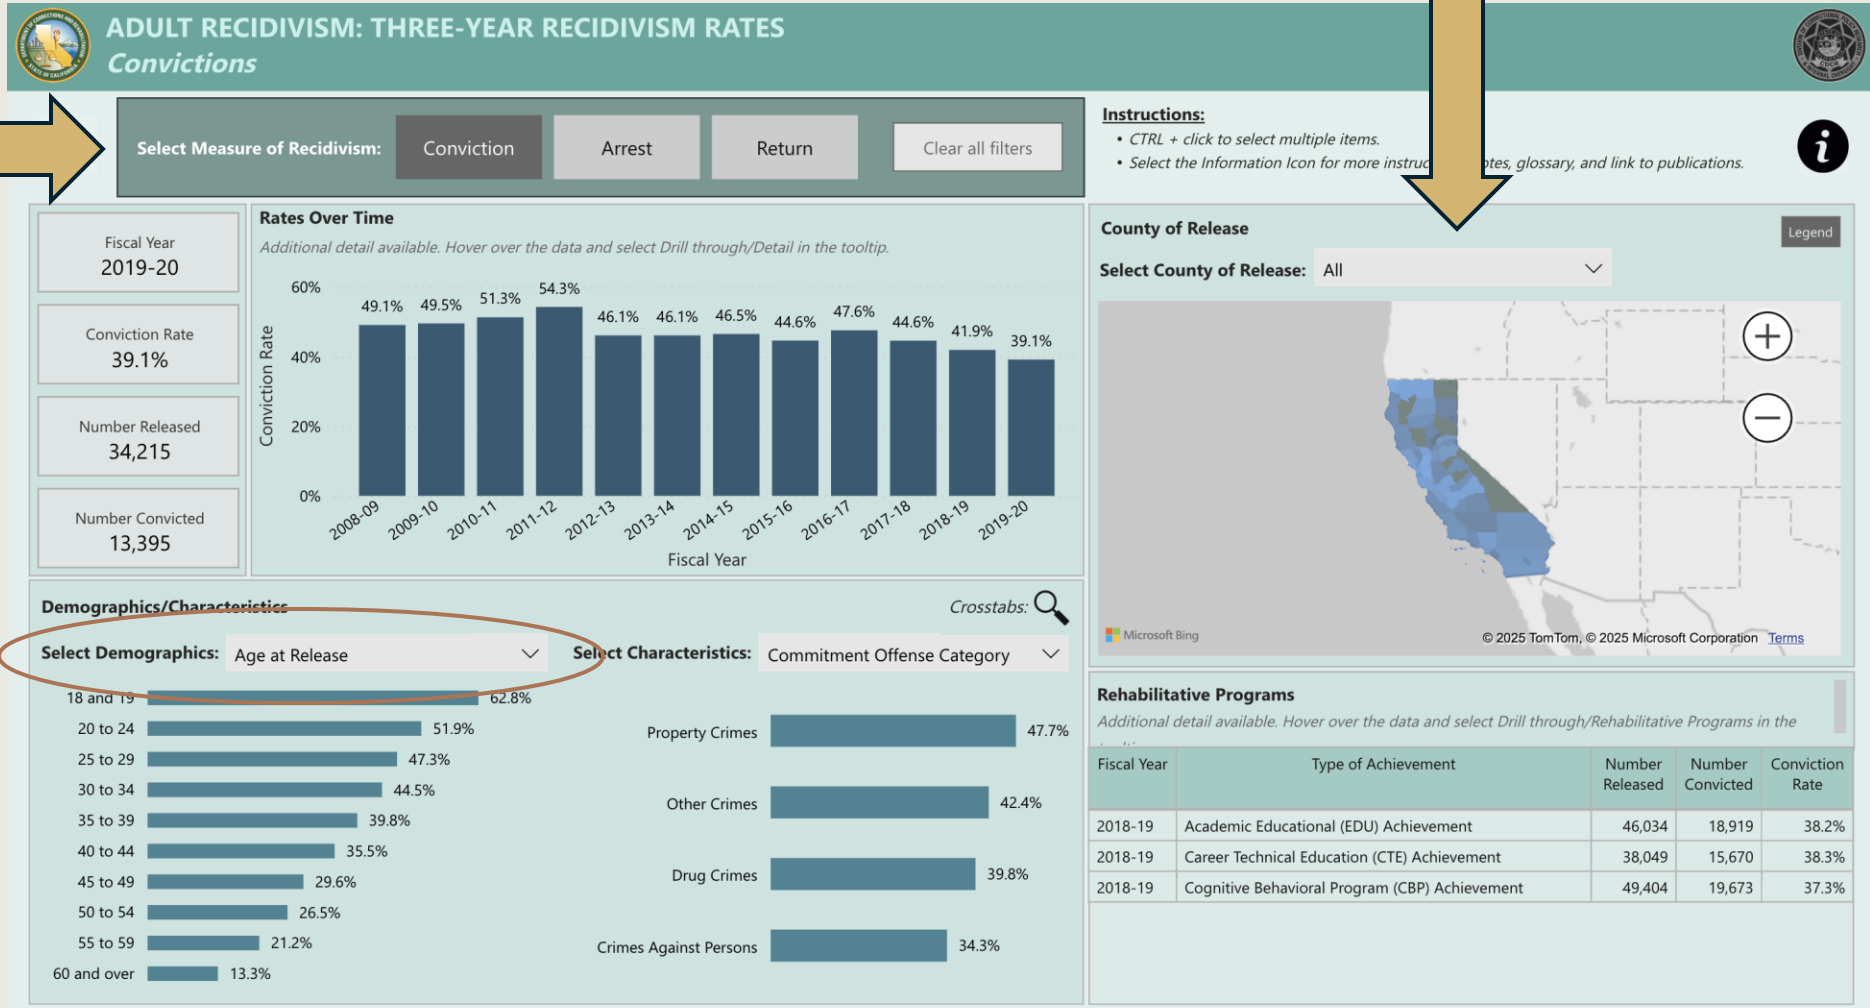 ADULT RECIDIVISM: THREE-YEAR RECIDIVISM RATES
Convictions
Select Measure of Recidivism:
Conviction
Arrest
Return
Clear all filters
Instructions:
• CTRL + click to select multiple items.
• Select the Information Icon for more glossary, and link to publications.
Fiscal Year
2019-20
Conviction Rate
39.1%
Number Released
34,215
Number Convicted
13,395
Rates Over Time
Additional detail available. Hover over the data and select Drill through/Detail in the tooltip.
Conviction Rate
60%
40%
20%
0%
49.1% 49.5% 51.3% 54.3% 46.1% 46.1% 46.5% 44.6% 47.6% 44.6% 41.9% 39.1%
2008-09 2009-10 2010-11 2011-12 2012-13 2013-14 2014-15 2015-16 2016-17 2017-18 2018-19 2019-20
Fiscal Year
County of Release
Legend
Select County of Release: All
Microsoft Bing
© 2025 TomTom, © 2025 Microsoft Corporation Terms
Demographics/Characteristics
Crosstabs:
Select Demographics: Age at Release
18 and 19 62.8%
20 to 24 51.9%
25 to 29 47.3%
30 to 34 44.5%
35 to 39 39.8%
40 to 44 35.5%
45 to 49 29.6%
50 to 54 26.5%
55 to 59 21.2%
60 and over 13.3%
Select Characteristics: Commitment Offense Category
Property Crimes 47.7%
Other Crimes 42.4%
Drug Crimes 39.8%
Crimes Against Persons 34.3%
Rehabilitative Programs
Additional detail available. Hover over the data and select Drill through/Rehabilitative Programs in the
Fiscal Year Type of Achievement Number Released Number Convicted Conviction Rate
2018-19 Academic Educational (EDU) Achievement 46,034 18,919 38.2%
2018-19 Career Technical Education (CTE) Achievement 38,049 15,670 38.3%
2018-19 Cognitive Behavioral Program (CBP) Achievement 49,404 19,673 37.3%